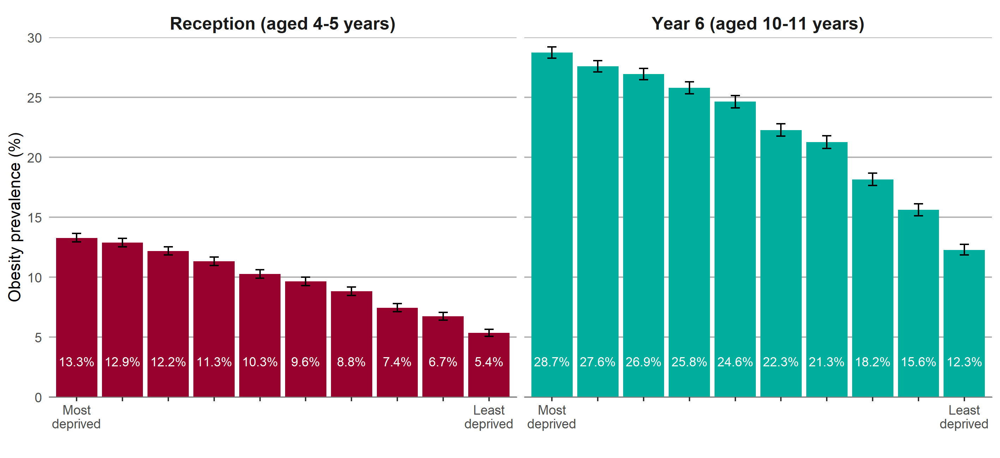 Reception (aged 4-5 years)
Year 6 (aged 10-11 years)
Obesity prevalence (%)
30
25
20
15
10
5
0
13.3% 12.9% 12.2% 11.3% 10.3% 9.6% 8.8% 7.4% 6.7% 5.4%
28.7% 27.6% 26.9% 25.8% 24.6% 22.3% 21.3% 18.2% 15.6% 12.3%
Most
deprived
Least
deprived
Most
deprived
Least
deprived